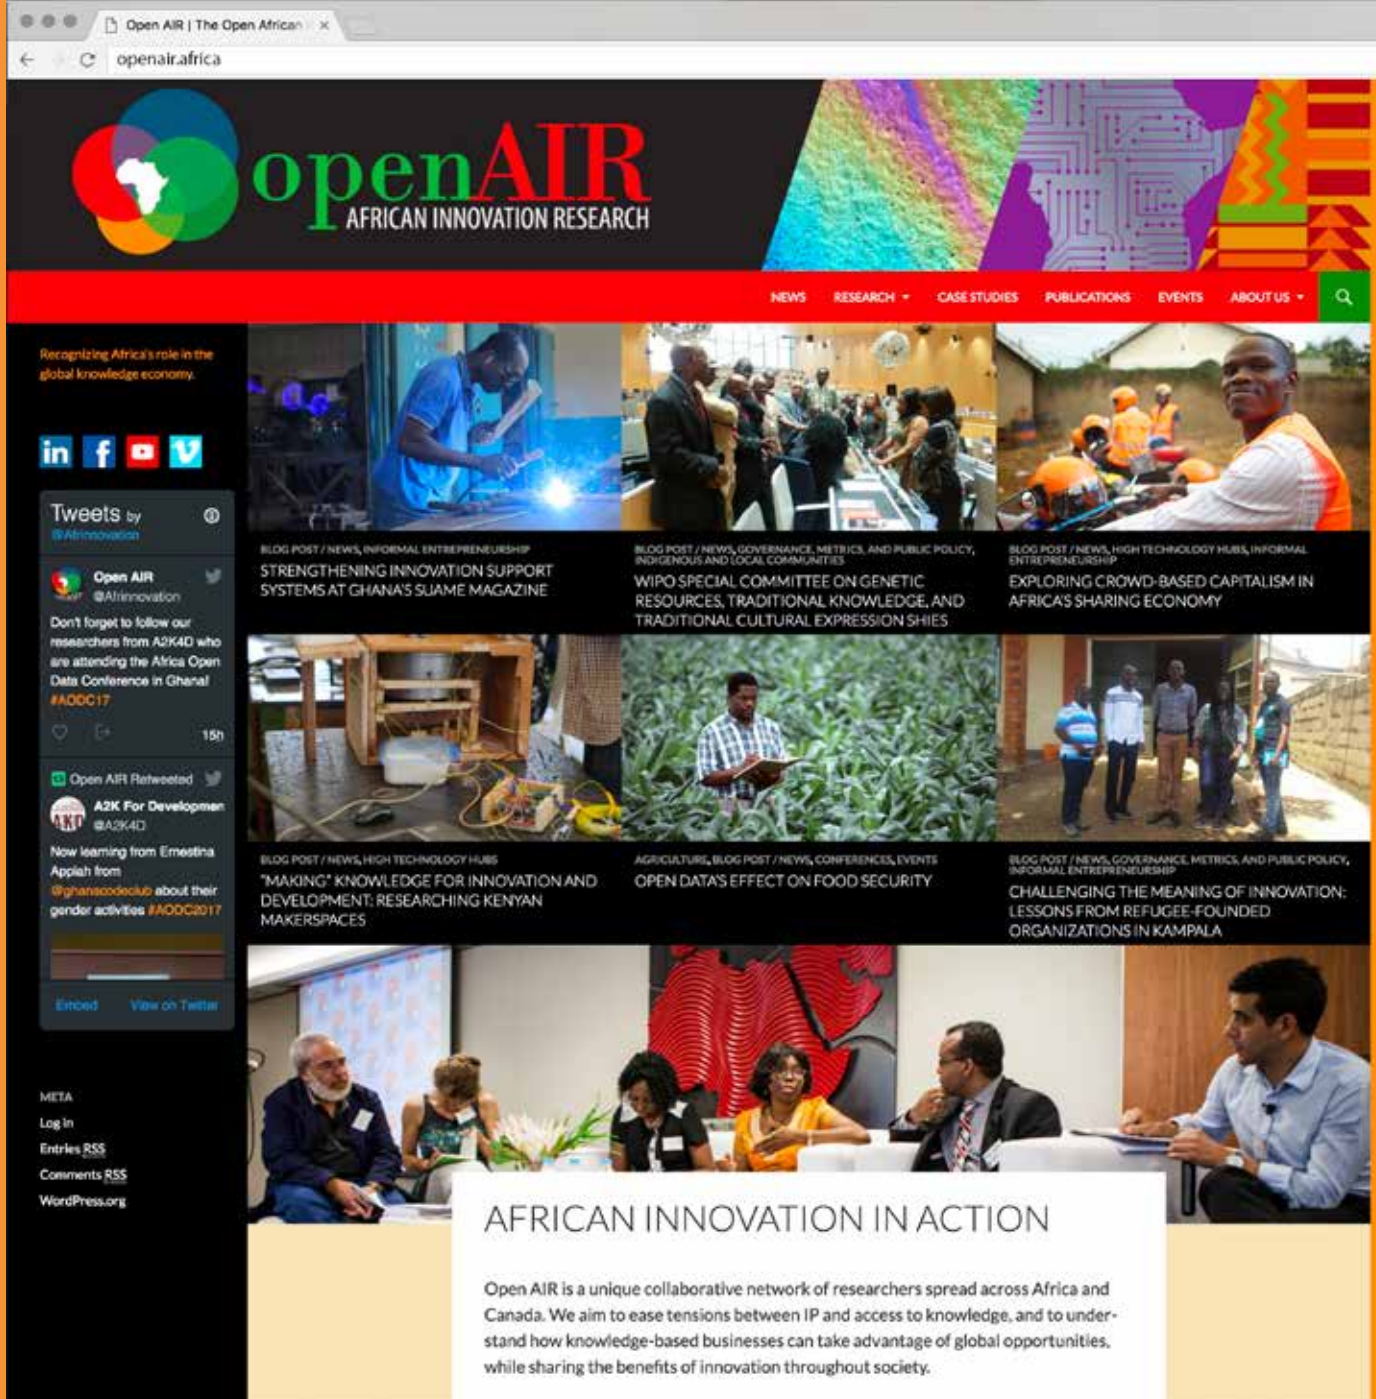 Open AIR | The Open African
openair.africa
openAIR
AFRICAN INNOVATION RESEARCH
NEWS RESEARCH CASE STUDIES PUBLICATIONS EVENTS ABOUT US
Recognizing Africa's role in the
global knowledge economy.
in f
Tweets by
@Afrinnovation
Open AIR
@Afrinnovation
Don't forget to follow our
researchers from A2K4D who
are attending the Africa Open
Data Conference in Ghana!
#AODC17
15h
Open AIR Retweeted
A2K For Developmen
@A2K4D
Now learning from Ernestina
Appiah from
@ghanacodeclub about their
gender activities #AODC2017
Embed View on Twitter
META
Log in
Entries RSS
Comments RSS
WordPress.org
BLOG POST / NEWS, INFORMAL ENTREPRENEURSHIP
STRENGTHENING INNOVATION SUPPORT
SYSTEMS AT GHANA'S SUAME MAGAZINE
BLOG POST / NEWS, GOVERNANCE, METRICS, AND PUBLIC POLICY,
INDIGENOUS AND LOCAL COMMUNITIES
WIPO SPECIAL COMMITTEE ON GENETIC
RESOURCES, TRADITIONAL KNOWLEDGE, AND
TRADITIONAL CULTURAL EXPRESSION SHIES
BLOG POST / NEWS, HIGH TECHNOLOGY HUBS, INFORMAL
ENTREPRENEURSHIP
EXPLORING CROWD-BASED CAPITALISM IN
AFRICA'S SHARING ECONOMY
BLOG POST / NEWS, HIGH TECHNOLOGY HUBS
"MAKING" KNOWLEDGE FOR INNOVATION AND
DEVELOPMENT: RESEARCHING KENYAN
MAKERSPACES
AGRICULTURE, BLOG POST / NEWS, CONFERENCES, EVENTS
OPEN DATA'S EFFECT ON FOOD SECURITY
BLOG POST / NEWS, GOVERNANCE, METRICS, AND PUBLIC POLICY,
INFORMAL ENTREPRENEURSHIP
CHALLENGING THE MEANING OF INNOVATION:
LESSONS FROM REFUGEE-FOUNDED
ORGANIZATIONS IN KAMPALA
AFRICAN INNOVATION IN ACTION
Open AIR is a unique collaborative network of researchers spread across Africa and
Canada. We aim to ease tensions between IP and access to knowledge, and to under-
stand how knowledge-based businesses can take advantage of global opportunities,
while sharing the benefits of innovation throughout society.